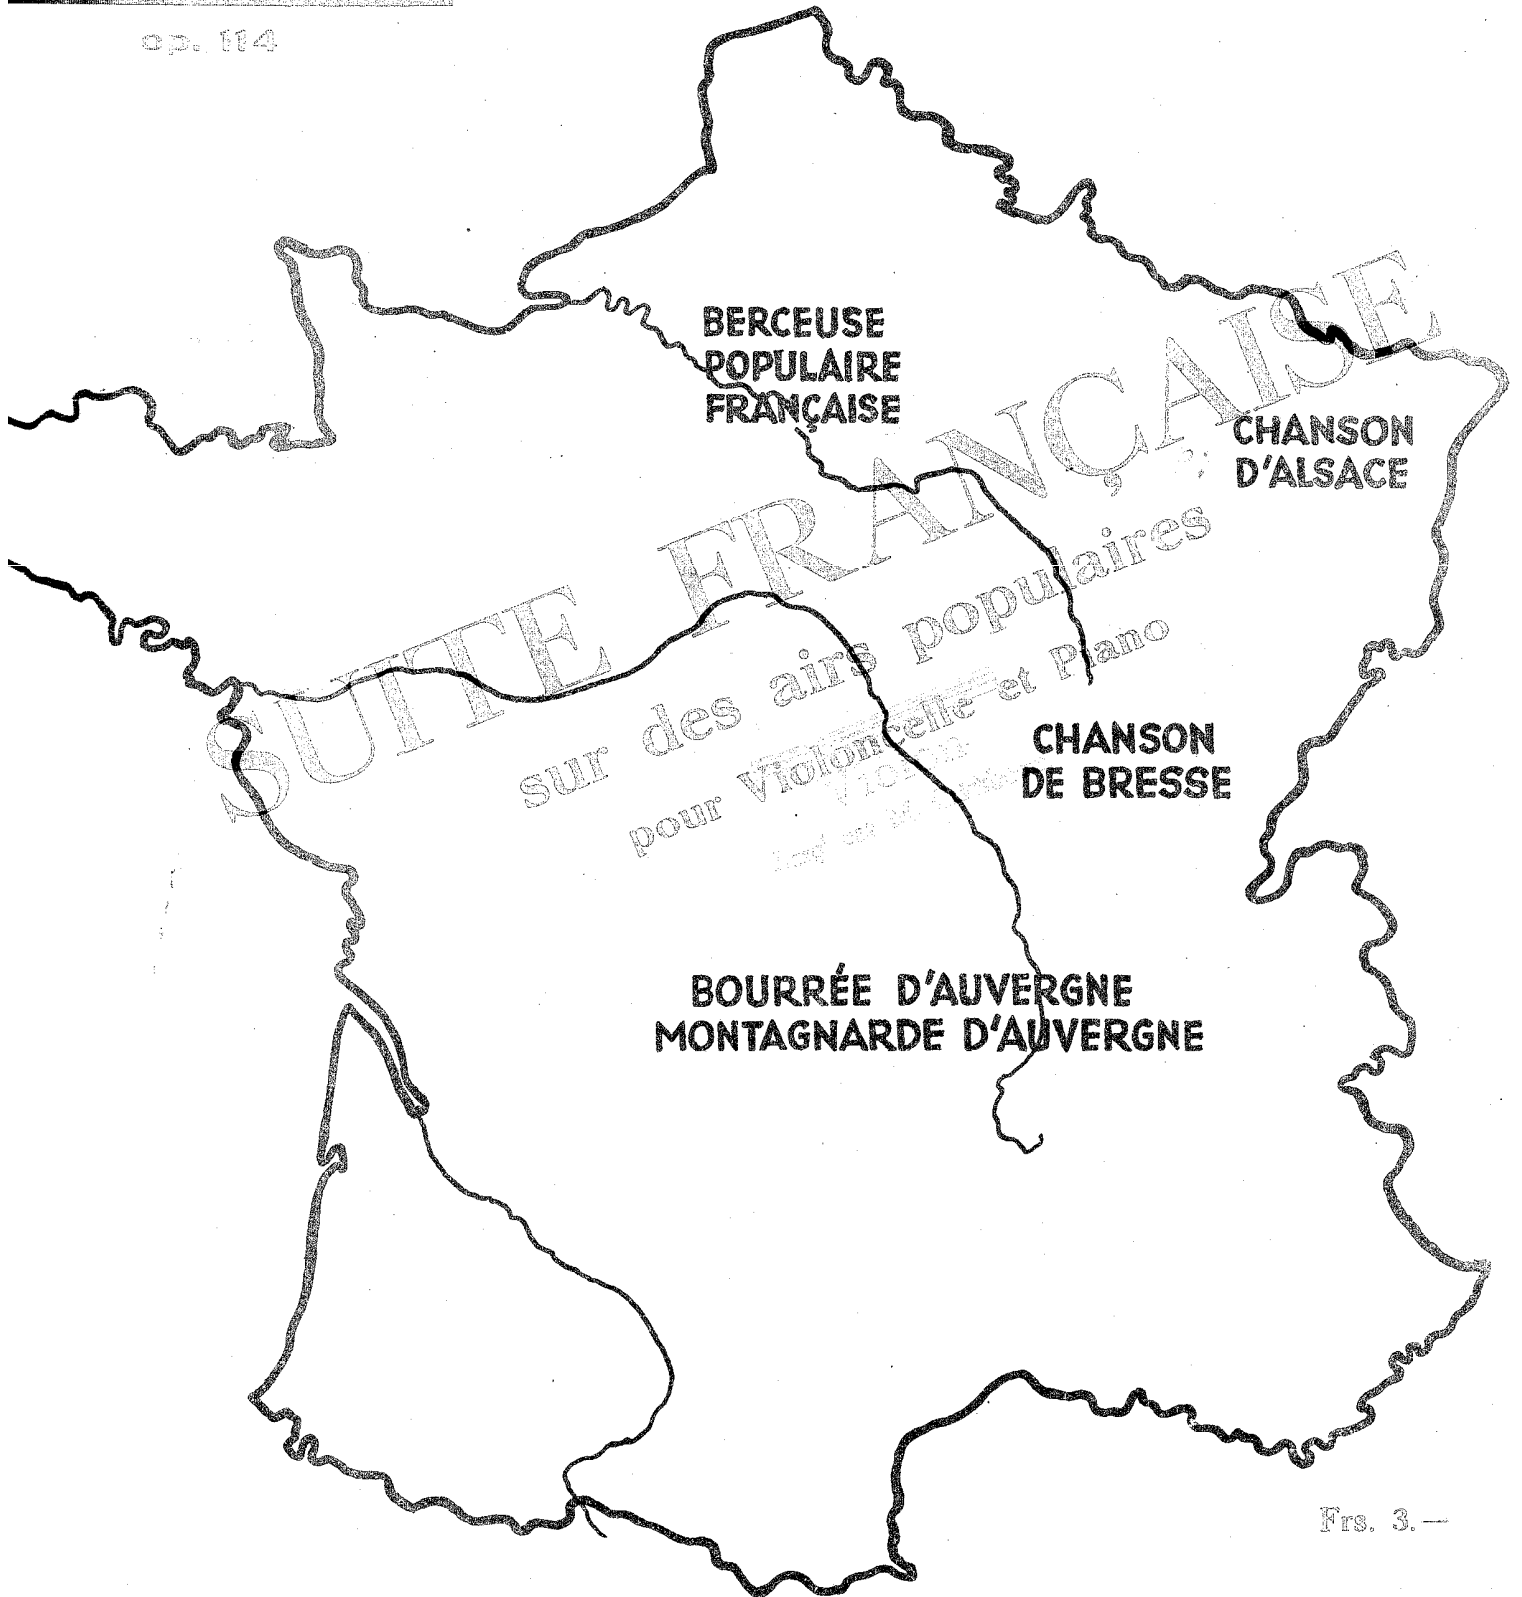 op. 114
BERCEUSE
POPULAIRE
FRANÇAISE
CHANSON
D'ALSACE
SUITE FRANÇAISE
sur des airs populaires
pour Violoncelle et Piano
CHANSON
DE BRESSE
BOURRÉE D'AUVERGNE
MONTAGNARDE D'AUVERGNE
Frs. 3.—